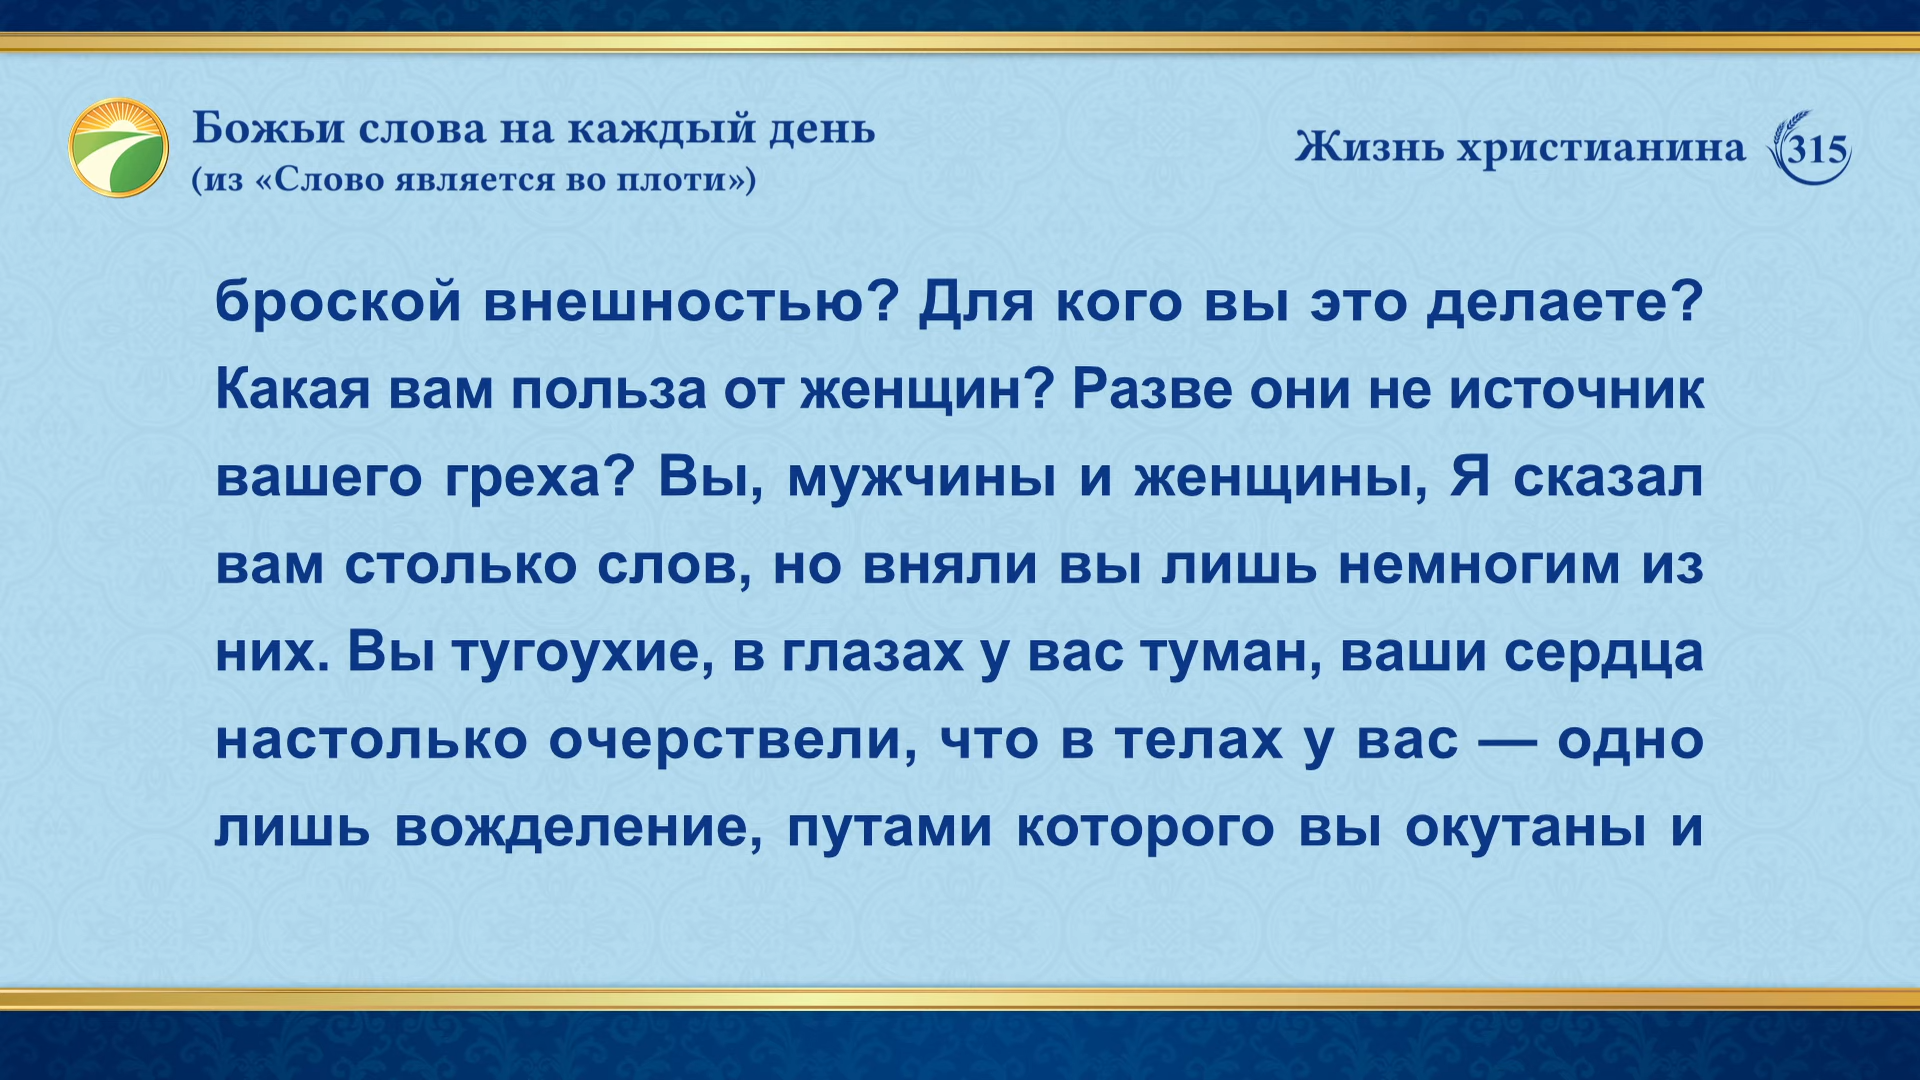 Божьи слова на каждый день
(из «Слово является во плоти»)
Жизнь христианина 315
броской внешностью? Для кого вы это делаете?
Какая вам польза от женщин? Разве они не источник
вашего греха? Вы, мужчины и женщины, Я сказал
вам столько слов, но вняли вы лишь немногим из
них. Вы тугоухие, в глазах у вас туман, ваши сердца
настолько очерствели, что в телах у вас — одно
лишь вожделение, путами которого вы окутаны и